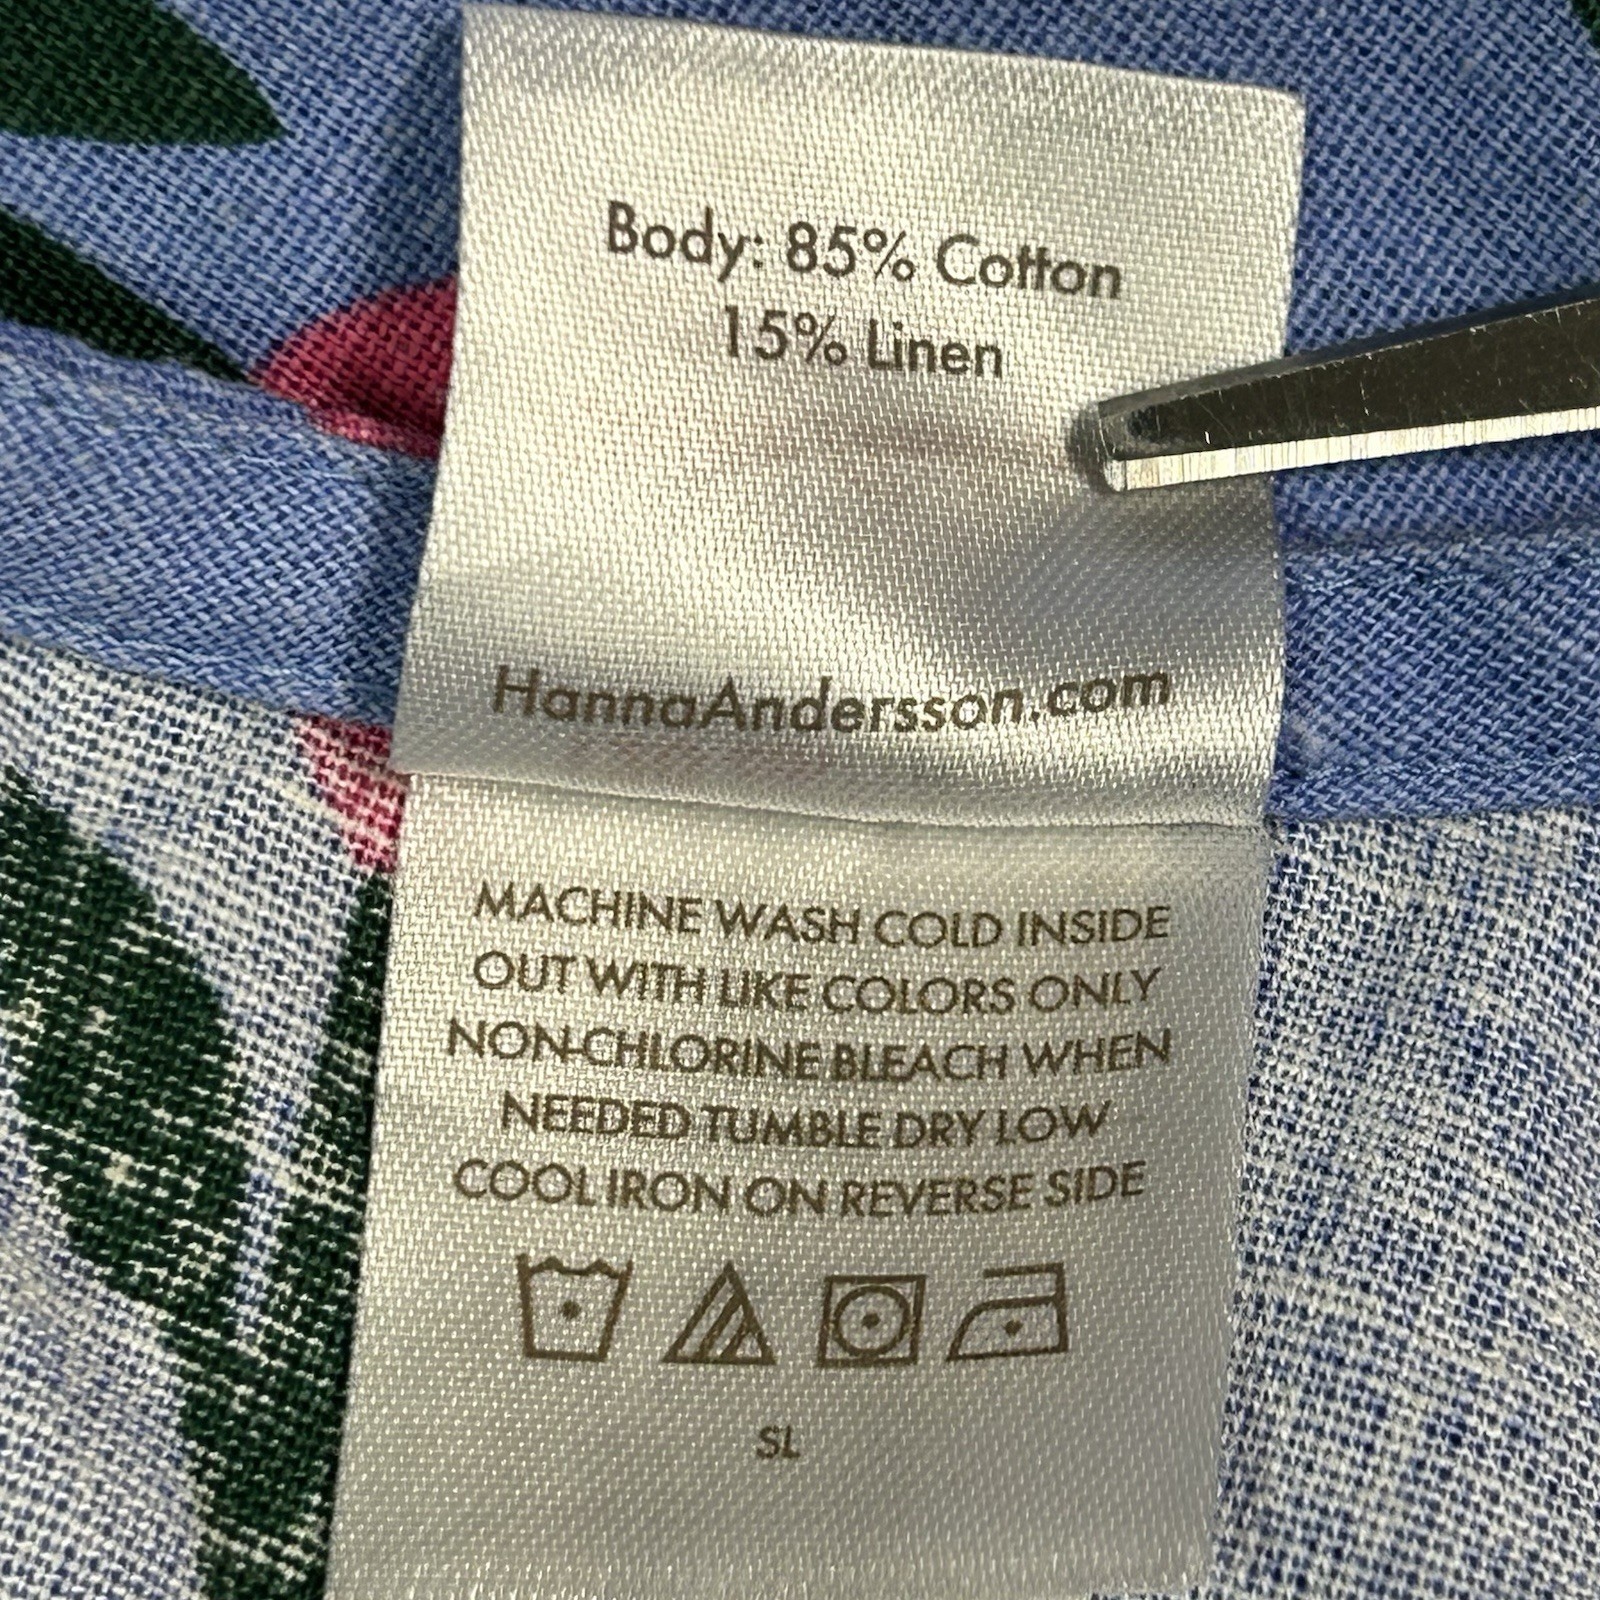 Body: 85% Cotton
15% Linen
HannaAndersson.com
MACHINE WASH COLD INSIDE
OUT WITH LIKE COLORS ONLY
NON-CHLORINE BLEACH WHEN
NEEDED TUMBLE DRY LOW
COOL IRON ON REVERSE SIDE
SL